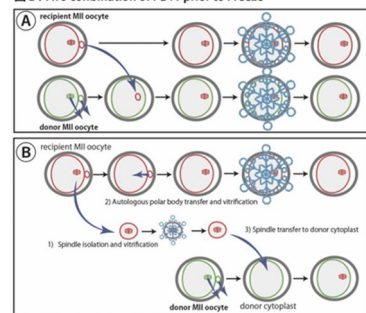 A
recipient MII oocyte
donor MII oocyte
B
recipient MII oocyte
2) Autologous polar body transfer and vitrification
1) Spindle isolation and vitrification
3) Spindle transfer to donor cytoplast
donor MII oocyte
donor cytoplast